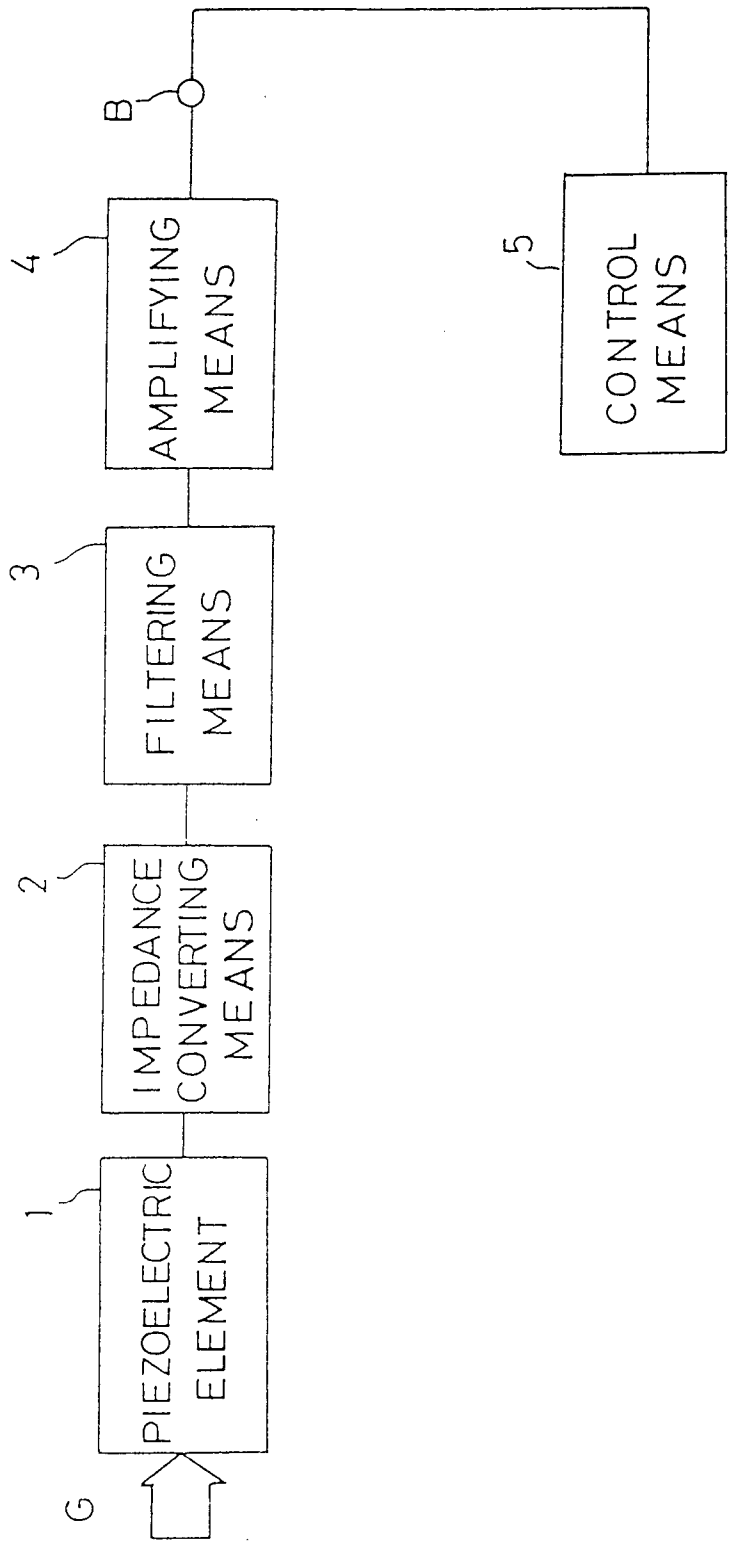 G
1
PIEZOELECTRIC
ELEMENT
2
IMPEDANCE
CONVERTING
MEANS
3
FILTERING
MEANS
4
AMPLIFYING
MEANS
B
5
CONTROL
MEANS